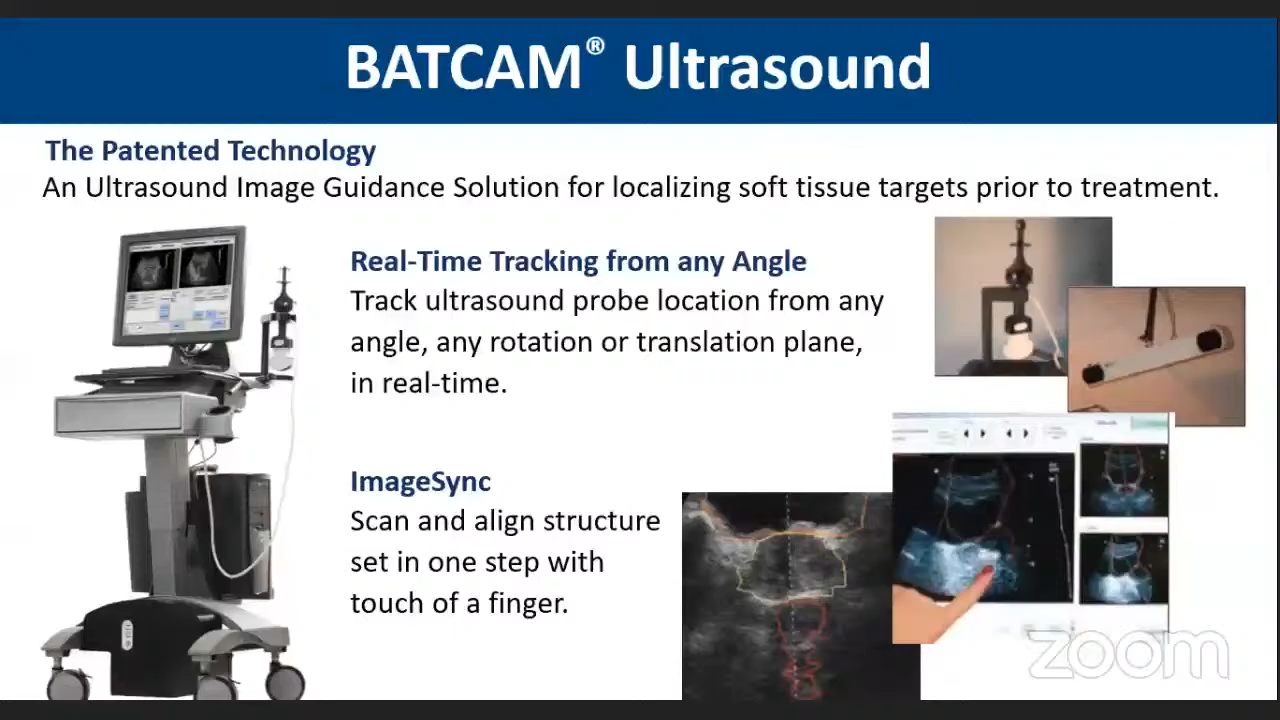 BATCAM® Ultrasound
The Patented Technology
An Ultrasound Image Guidance Solution for localizing soft tissue targets prior to treatment.
Real-Time Tracking from any Angle
Track ultrasound probe location from any
angle, any rotation or translation plane,
in real-time.
ImageSync
Scan and align structure
set in one step with
touch of a finger.
zoom